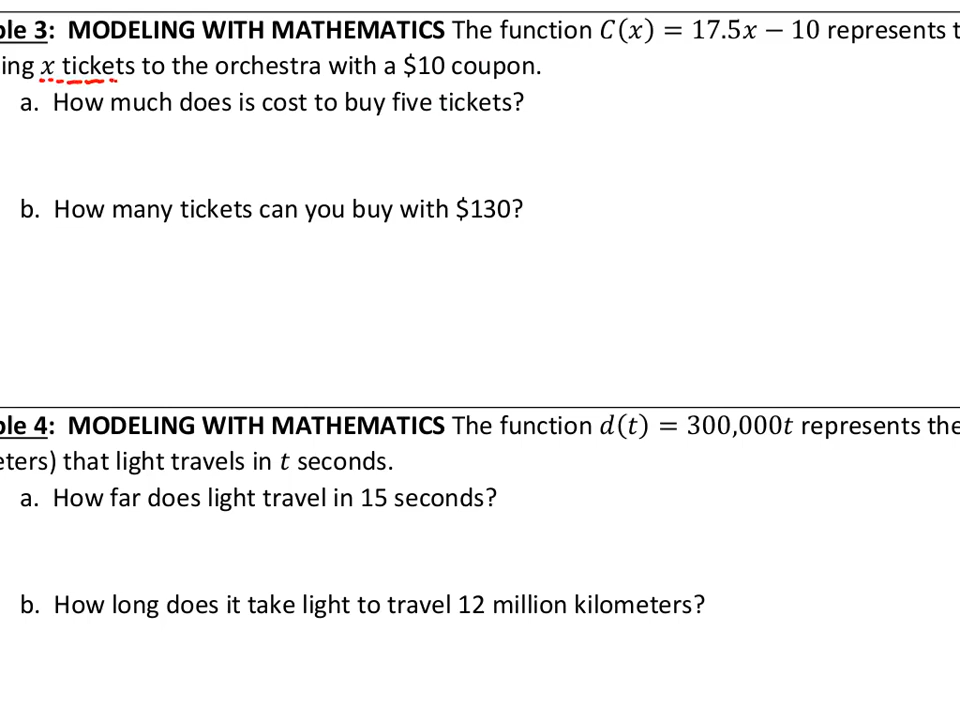 ble 3: MODELING WITH MATHEMATICS The function C(x) = 17.5x − 10 represents t
ing x tickets to the orchestra with a $10 coupon.
a. How much does is cost to buy five tickets?
b. How many tickets can you buy with $130?
ble 4: MODELING WITH MATHEMATICS The function d(t) = 300,000t represents the
eters) that light travels in t seconds.
a. How far does light travel in 15 seconds?
b. How long does it take light to travel 12 million kilometers?